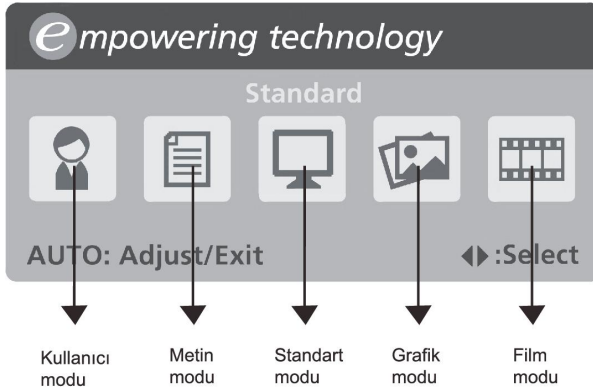 empowering technology
Standard
AUTO: Adjust/Exit
:Select
Kullanıcı modu
Metin modu
Standart modu
Grafik modu
Film modu